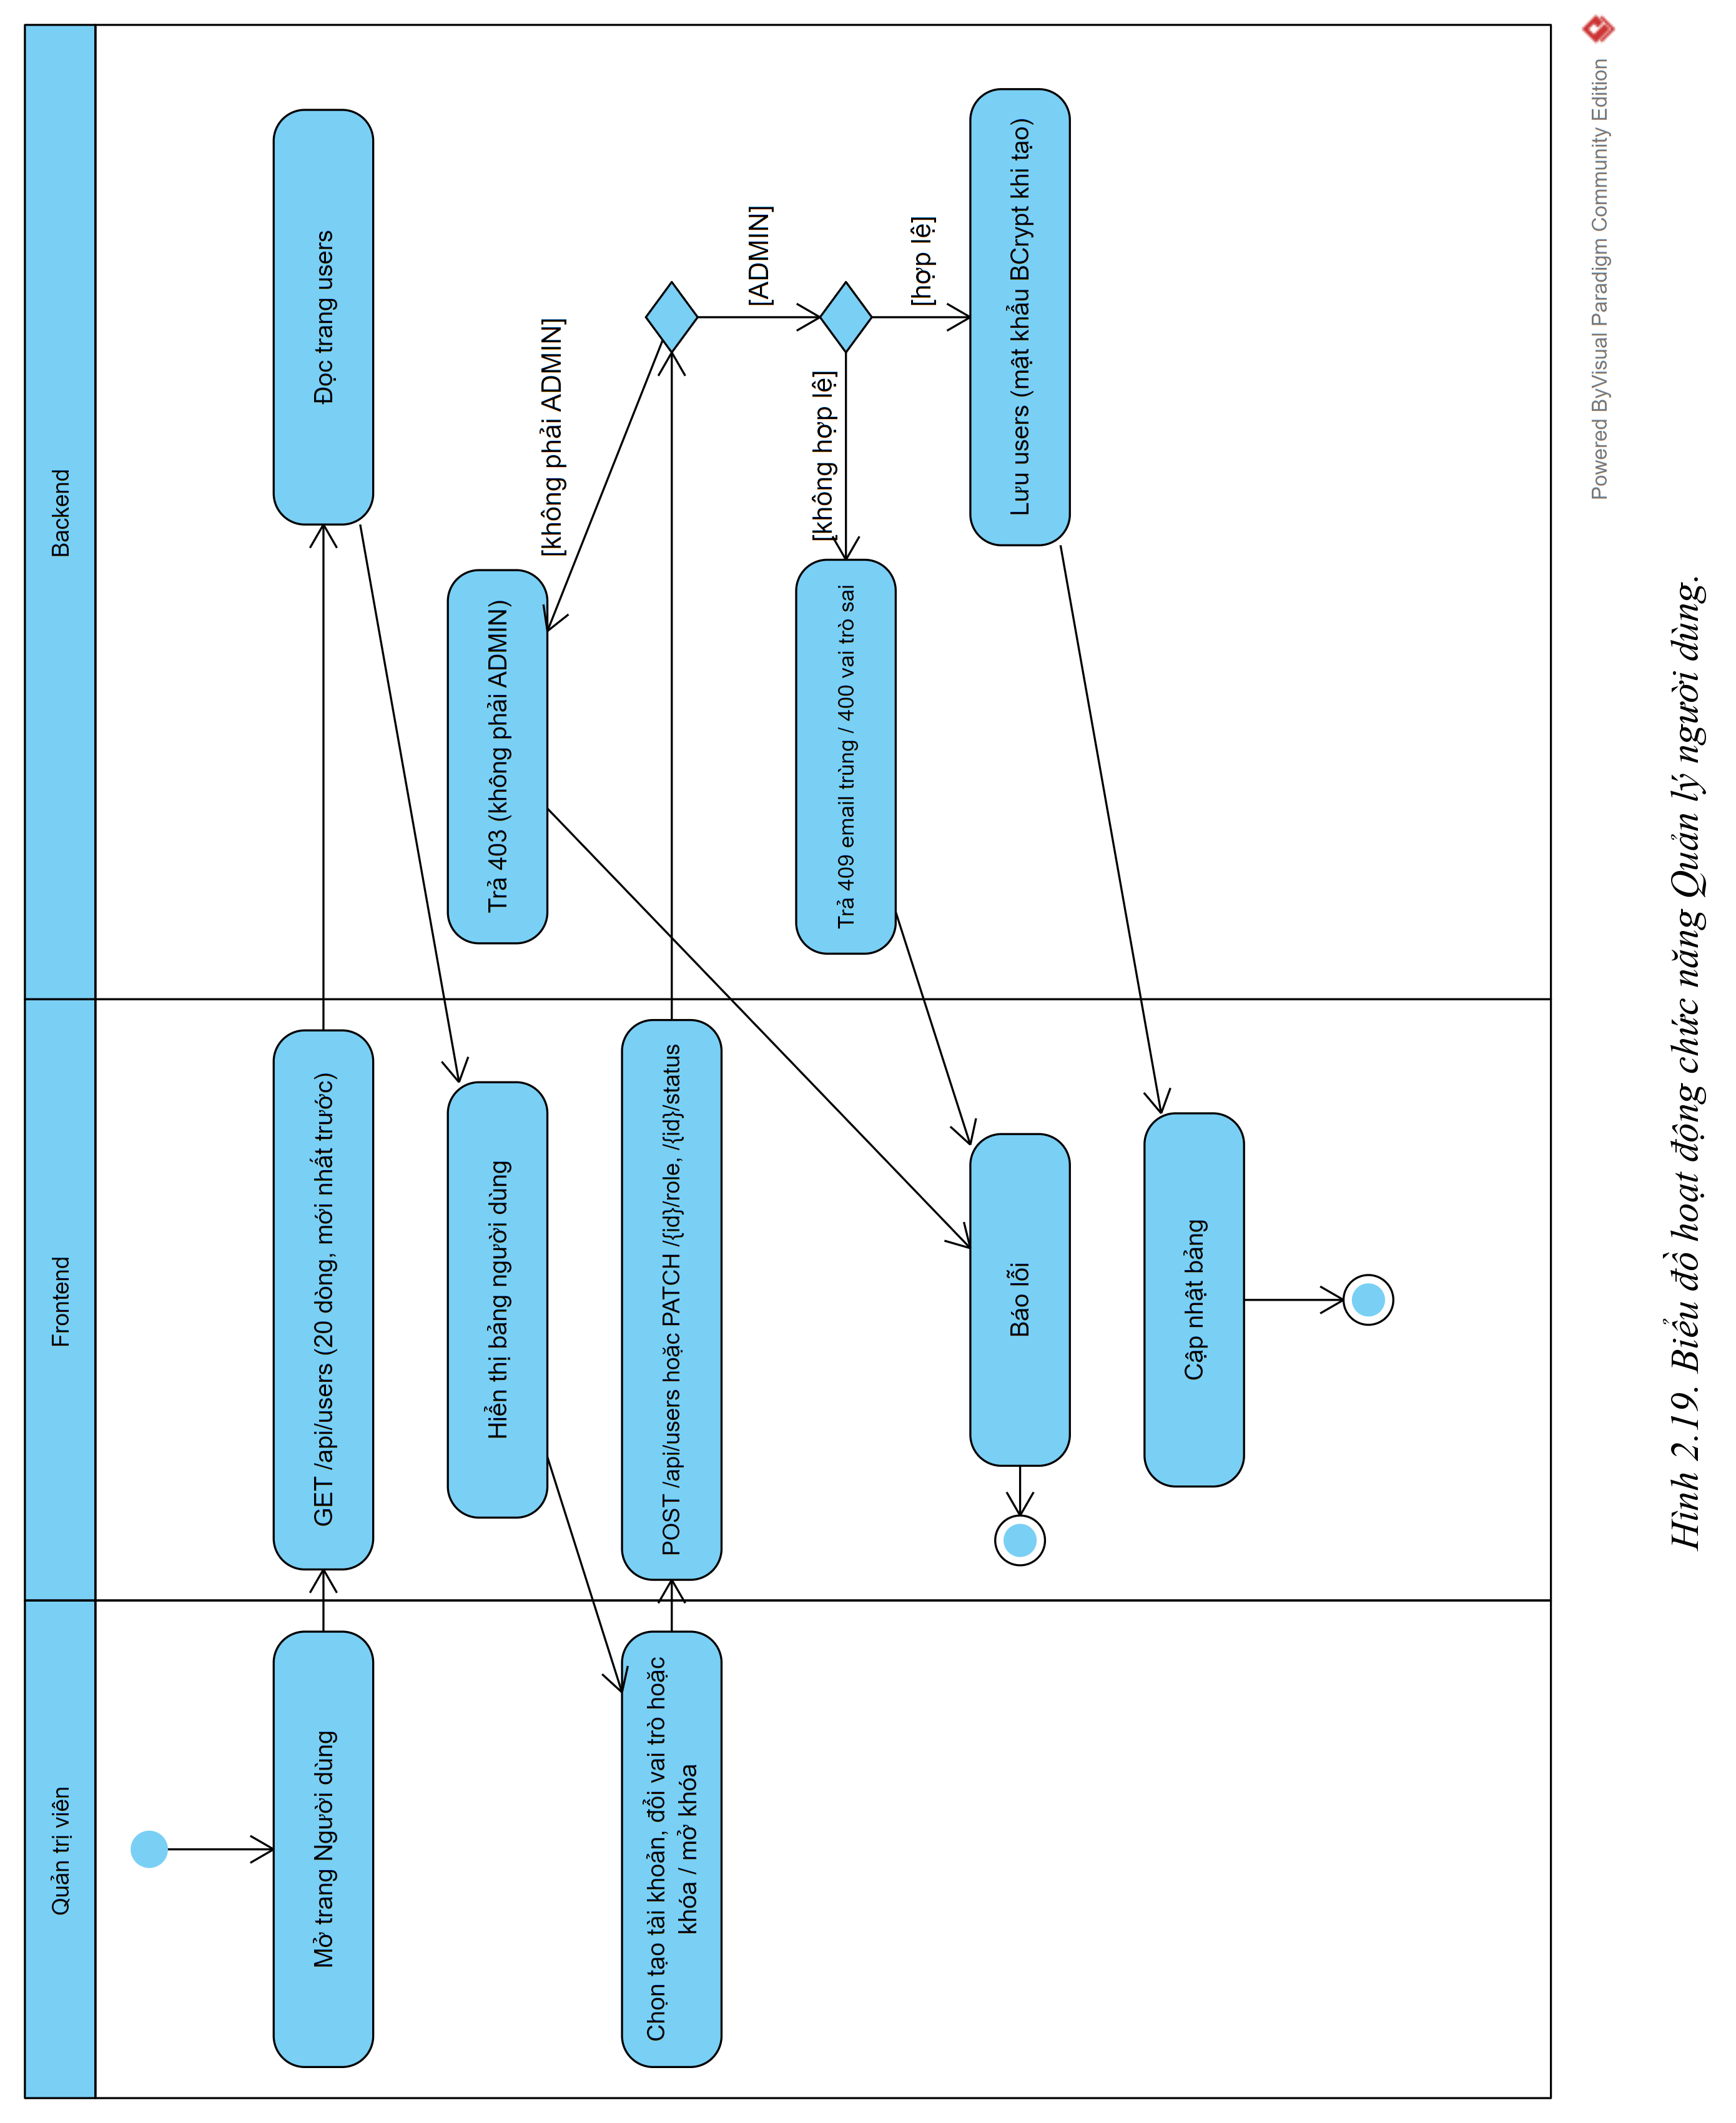 Quản trị viên
Frontend
Backend
Mở trang Người dùng
GET /api/users (20 dòng, mới nhất trước)
Đọc trang users
Hiển thị bảng người dùng
Trả 403 (không phải ADMIN)
[không phải ADMIN]
Chọn tạo tài khoản, đổi vai trò hoặc
khóa / mở khóa
POST /api/users hoặc PATCH /{id}/role, /{id}/status
[ADMIN]
Trả 409 email trùng / 400 vai trò sai
[không hợp lệ]
[hợp lệ]
Báo lỗi
Lưu users (mật khẩu BCrypt khi tạo)
Cập nhật bảng
Powered ByVisual Paradigm Community Edition
Hình 2.19. Biểu đồ hoạt động chức năng Quản lý người dùng.